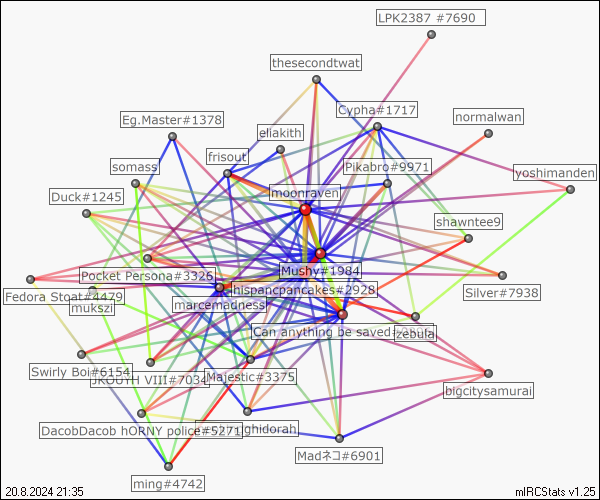 LPK2387 #7690
thesecondtwat
Cypha#1717
normalwan
Eg.Master#1378
eliakith
frisout
somass
Pikabro#9971
yoshimanden
Duck#1245
moonraven
shawntee9
Mushy#1984
Pocket Persona#3326
hispancpancakes#2928
Silver#7938
Fedora Stoat#4479
mukszi
marcemadness
Can anything be saved
zebula
Swirly Boi#6154
JKOUTH VIII#7034
Majestic#3375
bigcitysamurai
DacobDacob hORNY police#5271
ghidorah
Madネコ#6901
ming#4742
20.8.2024 21:35
mIRCStats v1.25